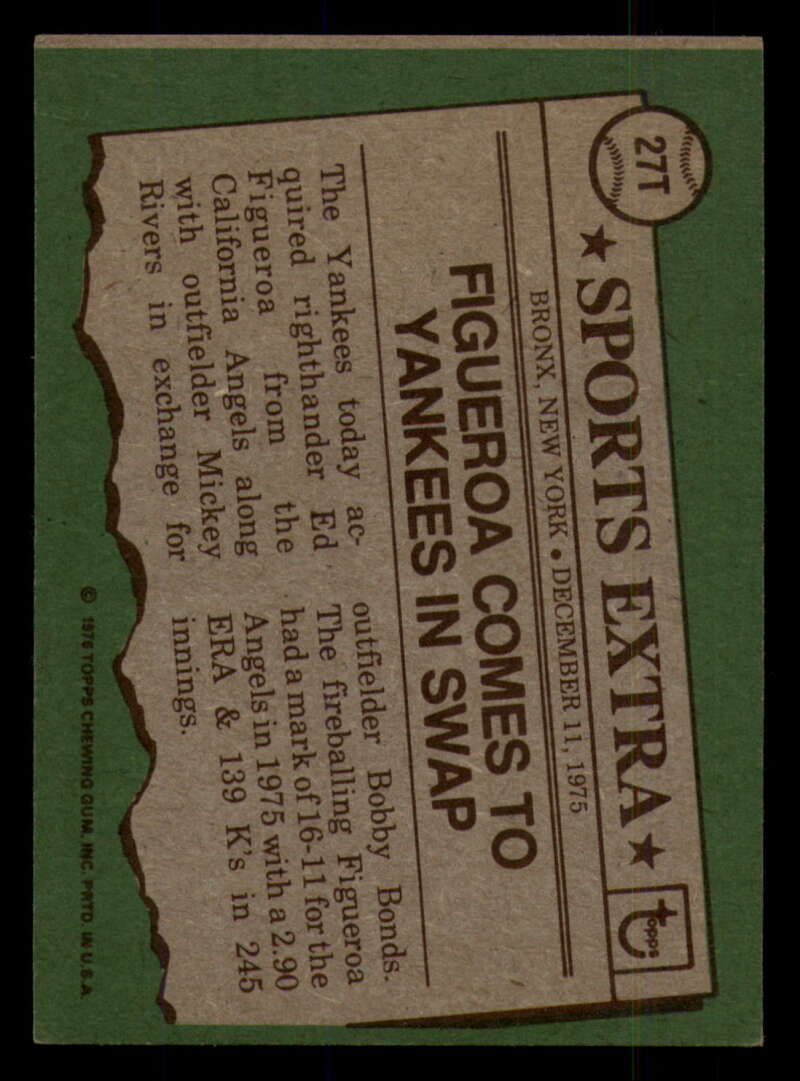 27T
★ SPORTS EXTRA ★
topps
BRONX, NEW YORK • DECEMBER 11, 1975
FIGUEROA COMES TO
YANKEES IN SWAP
The Yankees today ac-
quired righthander Ed
Figueroa from the
California Angels along
with outfielder Mickey
Rivers in exchange for
outfielder Bobby Bonds.
The fireballing Figueroa
had a mark of 16-11 for the
Angels in 1975 with a 2.90
ERA & 139 K's in 245
innings.
© 1976 TOPPS CHEWING GUM, INC. PRTD. IN U.S.A.